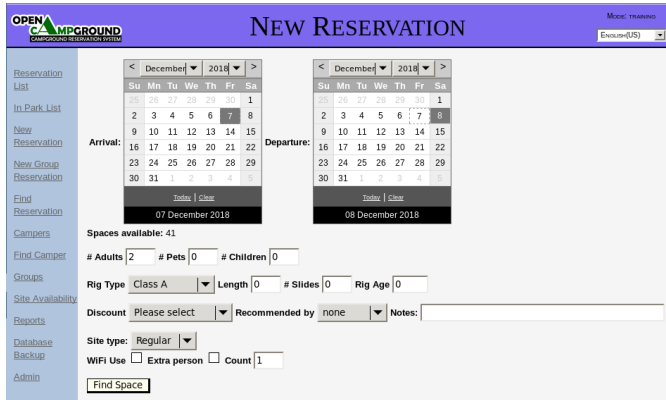 OPEN
CAMPGROUND
CAMPGROUND RESERVATION SYSTEM
NEW RESERVATION
MODE: TRAINING
ENGLISH(US)
Reservation
List
In Park List
New
Reservation
New Group
Reservation
Find
Reservation
Campers
Find Camper
Groups
Site Availability
Reports
Database
Backup
Admin
Arrival:
< December 2018 >
Su Mn Tu We Th Fr Sa
25 26 27 28 29 30 1
2 3 4 5 6 7 8
9 10 11 12 13 14 15
16 17 18 19 20 21 22
23 24 25 26 27 28 29
30 31 1 2 3 4 5
Today | Clear
07 December 2018
Departure:
< December 2018 >
Su Mn Tu We Th Fr Sa
25 26 27 28 29 30 1
2 3 4 5 6 7 8
9 10 11 12 13 14 15
16 17 18 19 20 21 22
23 24 25 26 27 28 29
30 31 1 2 3 4 5
Today | Clear
08 December 2018
Spaces available: 41
# Adults 2 # Pets 0 # Children 0
Rig Type Class A Length 0 # Slides 0 Rig Age 0
Discount Please select Recommended by none Notes:
Site type: Regular
WiFi Use Extra person Count 1
Find Space